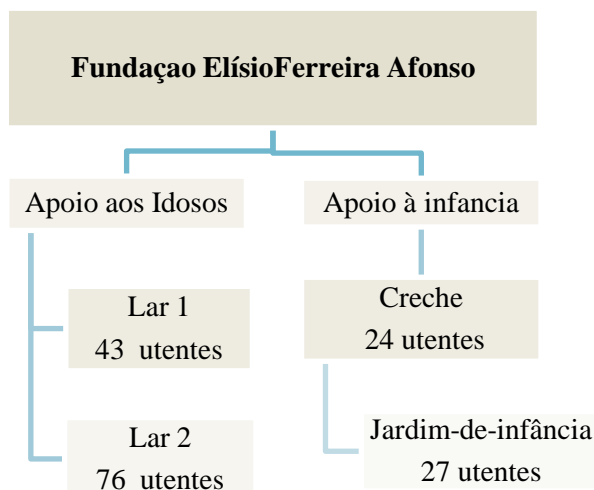 Fundaçao ElísioFerreira Afonso
Apoio aos Idosos
Lar 1
43 utentes
Lar 2
76 utentes
Apoio à infancia
Creche
24 utentes
Jardim-de-infância
27 utentes